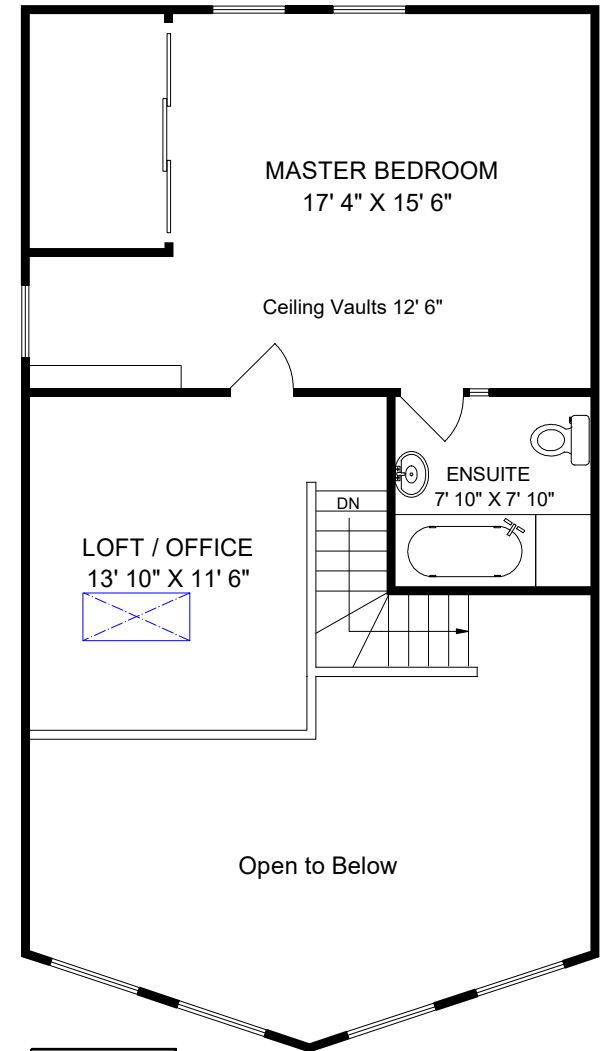 MASTER BEDROOM
17' 4" X 15' 6"
Ceiling Vaults 12' 6"
ENSUITE
7' 10" X 7' 10"
DN
LOFT / OFFICE
13' 10" X 11' 6"
Open to Below